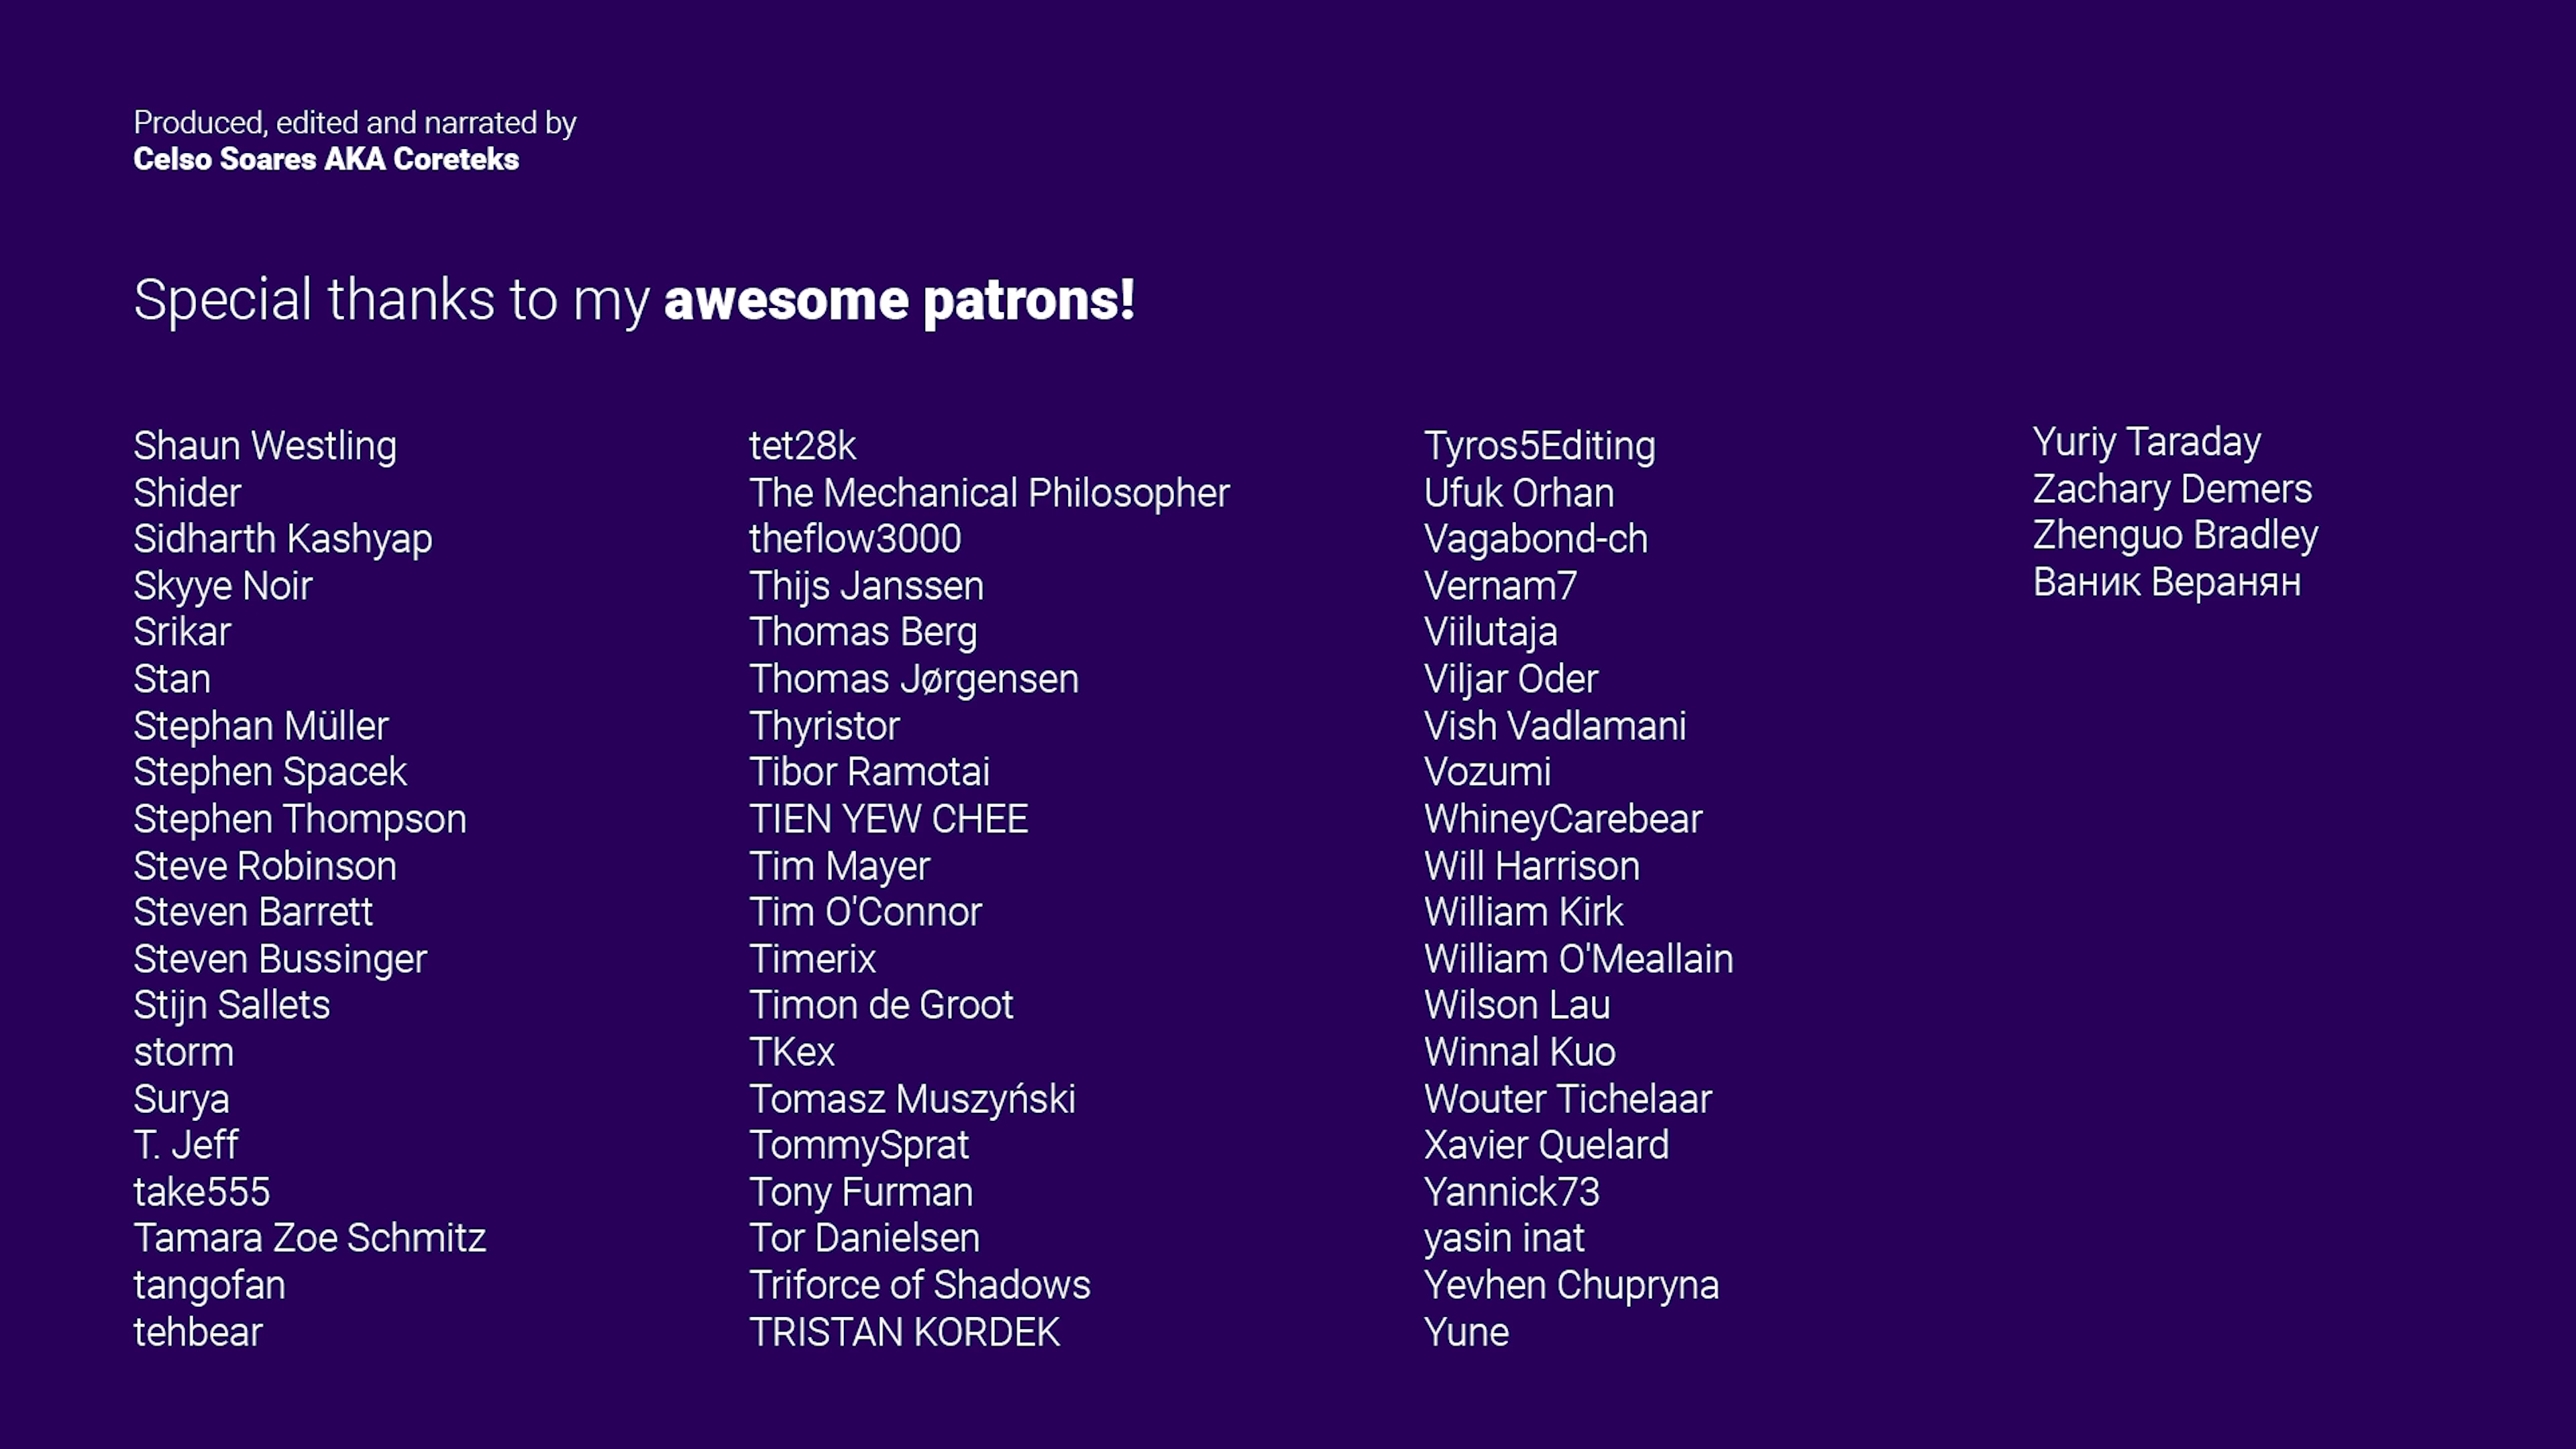 Produced, edited and narrated by
Celso Soares AKA Coreteks
Special thanks to my awesome patrons!
Shaun Westling
Shider
Sidharth Kashyap
Skyye Noir
Srikar
Stan
Stephan Müller
Stephen Spacek
Stephen Thompson
Steve Robinson
Steven Barrett
Steven Bussinger
Stijn Sallets
storm
Surya
T. Jeff
take555
Tamara Zoe Schmitz
tangofan
tehbear
tet28k
The Mechanical Philosopher
theflow3000
Thijs Janssen
Thomas Berg
Thomas Jørgensen
Thyristor
Tibor Ramotai
TIEN YEW CHEE
Tim Mayer
Tim O'Connor
Timerix
Timon de Groot
TKex
Tomasz Muszyński
TommySprat
Tony Furman
Tor Danielsen
Triforce of Shadows
TRISTAN KORDEK
Tyros5Editing
Ufuk Orhan
Vagabond-ch
Vernam7
Viilutaja
Viljar Oder
Vish Vadlamani
Vozumi
WhineyCarebear
Will Harrison
William Kirk
William O'Meallain
Wilson Lau
Winnal Kuo
Wouter Tichelaar
Xavier Quelard
Yannick73
yasin inat
Yevhen Chupryna
Yune
Yuriy Taraday
Zachary Demers
Zhenguo Bradley
Ваник Веранян